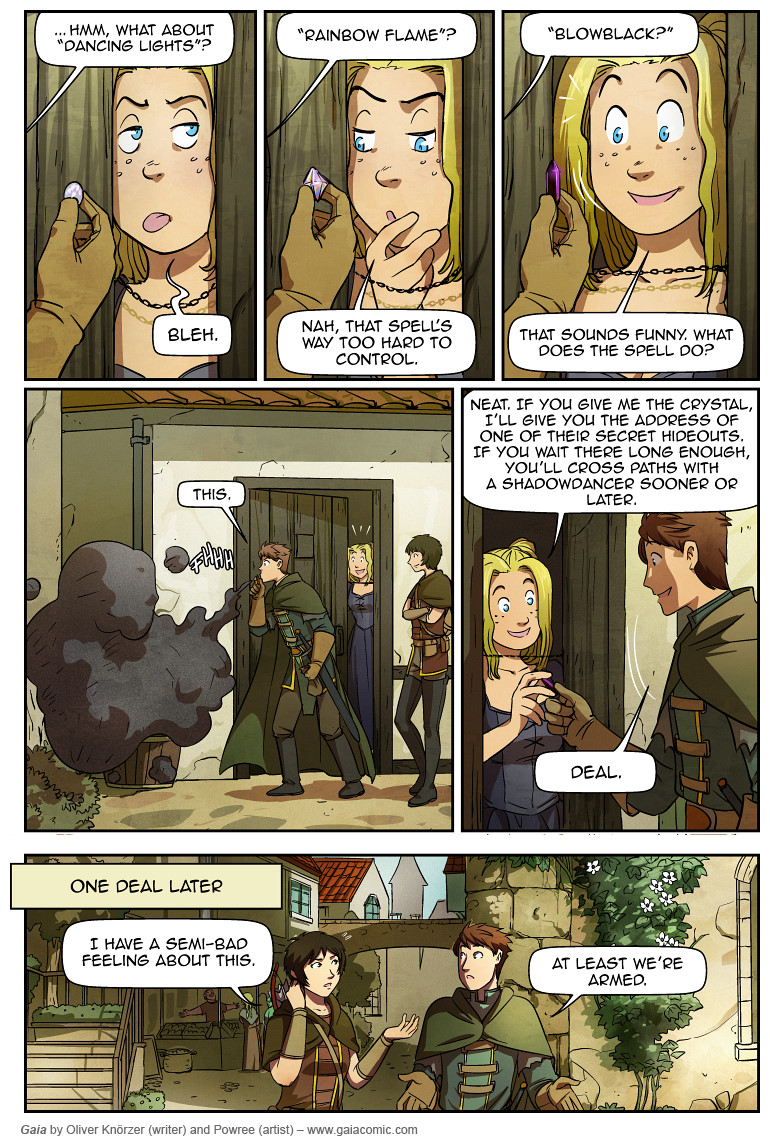 ...HMM, WHAT ABOUT
“DANCING LIGHTS”?
BLEH.
“RAINBOW FLAME”?
NAH, THAT SPELL’S
WAY TOO HARD TO
CONTROL.
“BLOWBLACK?”
THAT SOUNDS FUNNY. WHAT
DOES THE SPELL DO?
THIS.
FHHH
NEAT. IF YOU GIVE ME THE CRYSTAL,
I’LL GIVE YOU THE ADDRESS OF
ONE OF THEIR SECRET HIDEOUTS.
IF YOU WAIT THERE LONG ENOUGH,
YOU’LL CROSS PATHS WITH
A SHADOWDANCER SOONER OR
LATER.
DEAL.
ONE DEAL LATER
I HAVE A SEMI-BAD
FEELING ABOUT THIS.
AT LEAST WE’RE
ARMED.
Gaia by Oliver Knörzer (writer) and Powree (artist) – www.gaiacomic.com